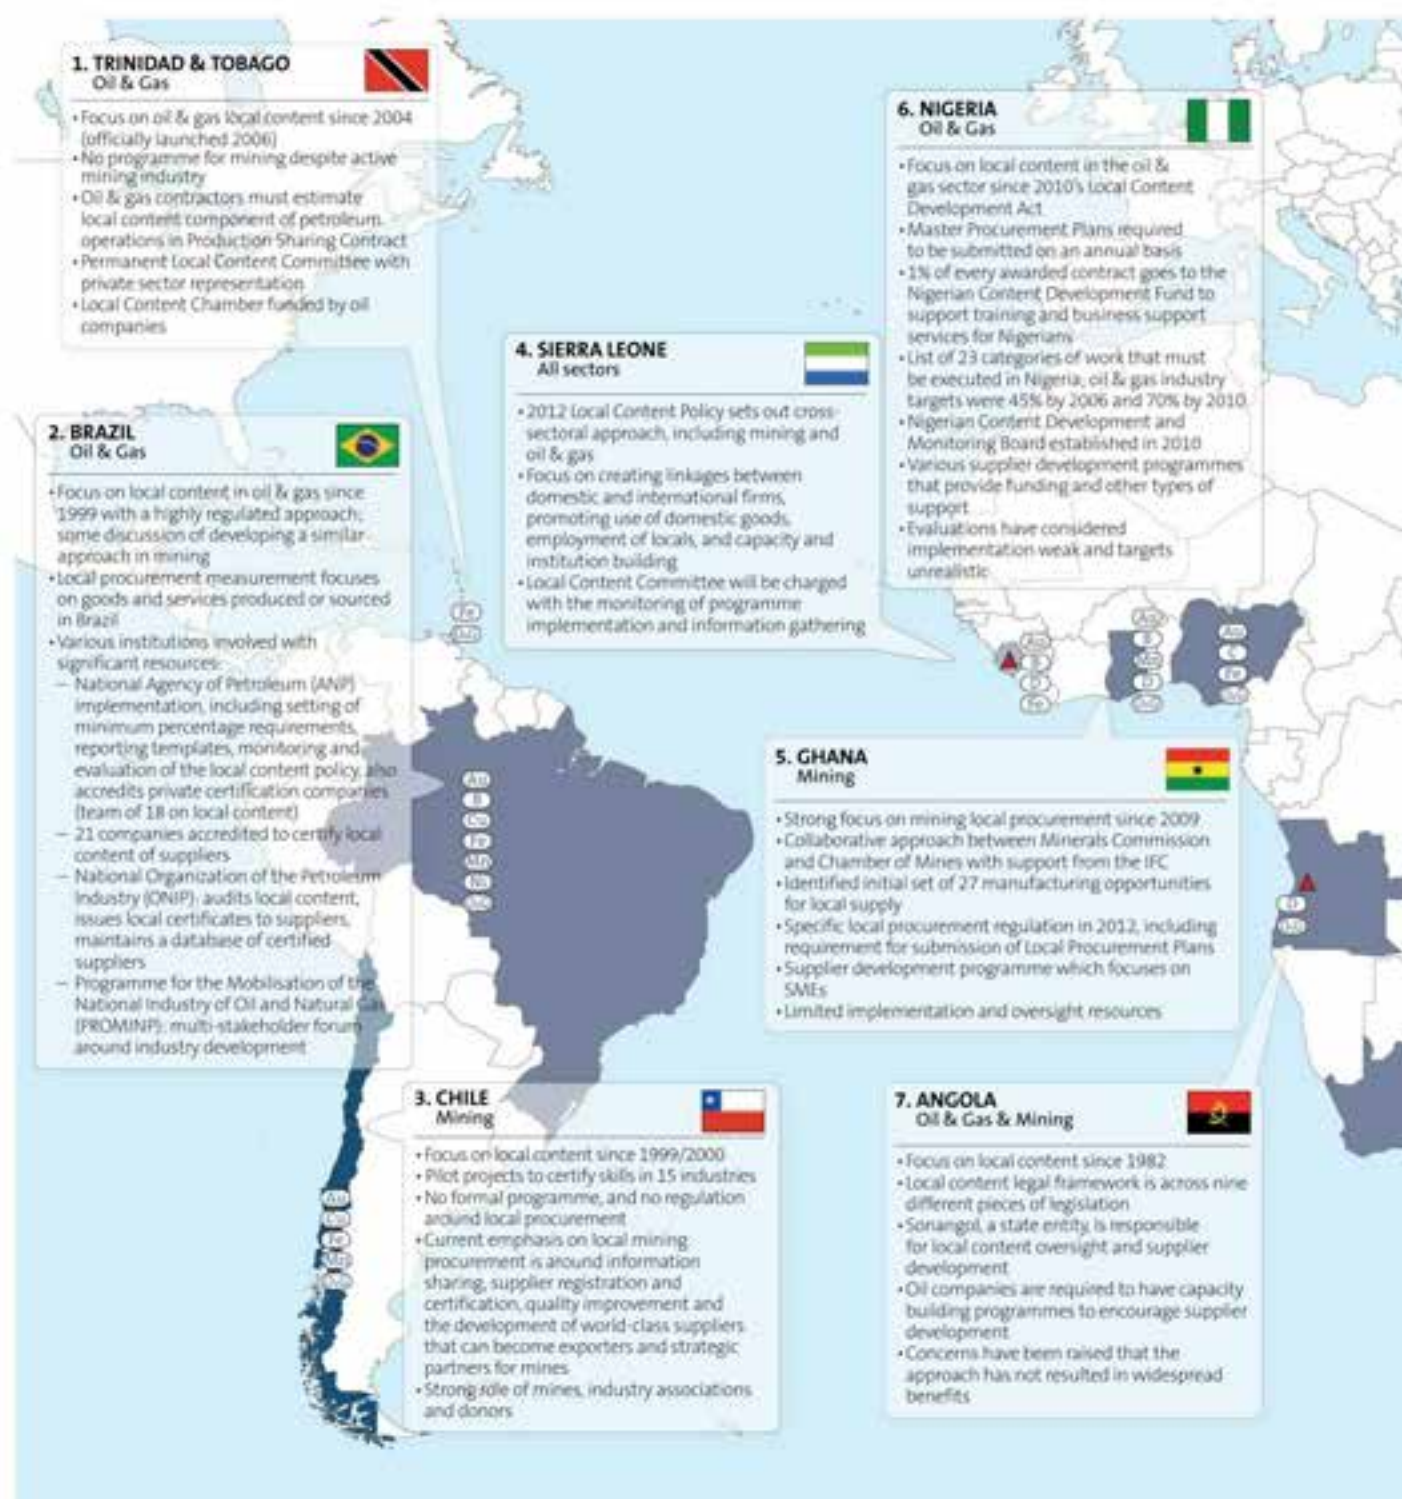 1. TRINIDAD & TOBAGO
Oil & Gas
• Focus on oil & gas local content since 2004
(officially launched 2006)
• No programme for mining despite active
mining industry
• Oil & gas contractors must estimate
local content component of petroleum
operations in Production Sharing Contract
• Permanent Local Content Committee with
private sector representation
• Local Content Chamber funded by oil
companies
2. BRAZIL
Oil & Gas
• Focus on local content in oil & gas since
1999 with a highly regulated approach;
some discussion of developing a similar
approach in mining
• Local procurement measurement focuses
on goods and services produced or sourced
in Brazil
• Various institutions involved with
significant resources:
– National Agency of Petroleum (ANP)
implementation, including setting of
minimum percentage requirements,
reporting templates, monitoring and
evaluation of the local content policy, also
accredits private certification companies
(team of 18 on local content)
– 21 companies accredited to certify local
content of suppliers
– National Organization of the Petroleum
Industry (ONIP): audits local content,
issues local certificates to suppliers,
maintains a database of certified
suppliers
– Programme for the Mobilisation of the
National Industry of Oil and Natural Gas
(PROMINP): multi-stakeholder forum
around industry development
3. CHILE
Mining
• Focus on local content since 1999/2000
• Pilot projects to certify skills in 15 industries
• No formal programme, and no regulation
around local procurement
• Current emphasis on local mining
procurement is around information
sharing, supplier registration and
certification, quality improvement and
the development of world-class suppliers
that can become exporters and strategic
partners for mines
• Strong role of mines, industry associations
and donors
4. SIERRA LEONE
All sectors
• 2012 Local Content Policy sets out cross-
sectoral approach, including mining and
oil & gas
• Focus on creating linkages between
domestic and international firms,
promoting use of domestic goods,
employment of locals, and capacity and
institution building
• Local Content Committee will be charged
with the monitoring of programme
implementation and information gathering
5. GHANA
Mining
• Strong focus on mining local procurement since 2009
• Collaborative approach between Minerals Commission
and Chamber of Mines with support from the IFC
• Identified initial set of 27 manufacturing opportunities
for local supply
• Specific local procurement regulation in 2012, including
requirement for submission of Local Procurement Plans
• Supplier development programme which focuses on
SMEs
• Limited implementation and oversight resources
6. NIGERIA
Oil & Gas
• Focus on local content in the oil &
gas sector since 2010's Local Content
Development Act
• Master Procurement Plans required
to be submitted on an annual basis
• 1% of every awarded contract goes to the
Nigerian Content Development Fund to
support training and business support
services for Nigerians
• List of 23 categories of work that must
be executed in Nigeria; oil & gas industry
targets were 45% by 2006 and 70% by 2010
• Nigerian Content Development and
Monitoring Board established in 2010
• Various supplier development programmes
that provide funding and other types of
support
• Evaluations have considered
implementation weak and targets
unrealistic
7. ANGOLA
Oil & Gas & Mining
• Focus on local content since 1982
• Local content legal framework is across nine
different pieces of legislation
• Sonangol, a state entity, is responsible
for local content oversight and supplier
development
• Oil companies are required to have capacity
building programmes to encourage supplier
development
• Concerns have been raised that the
approach has not resulted in widespread
benefits
Fe
Au
B
Cu
Fe
Mn
Ni